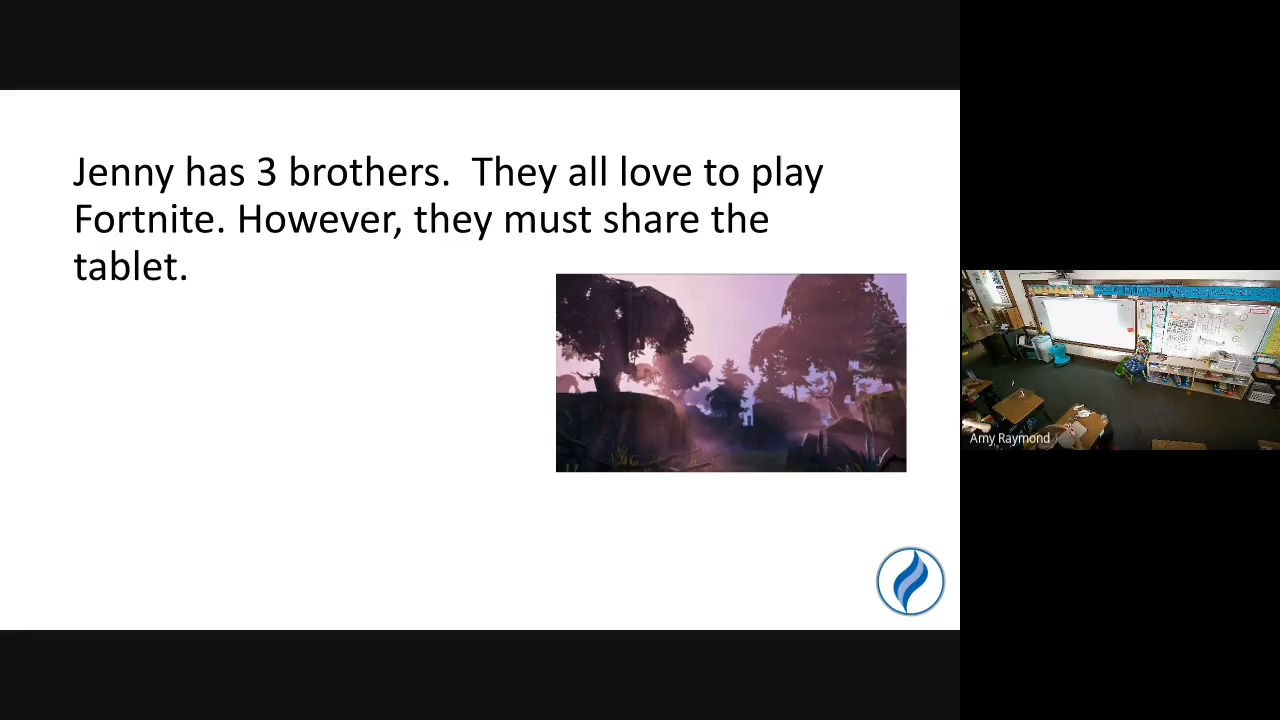 Jenny has 3 brothers.  They all love to play
Fortnite. However, they must share the
tablet.
Amy Raymond